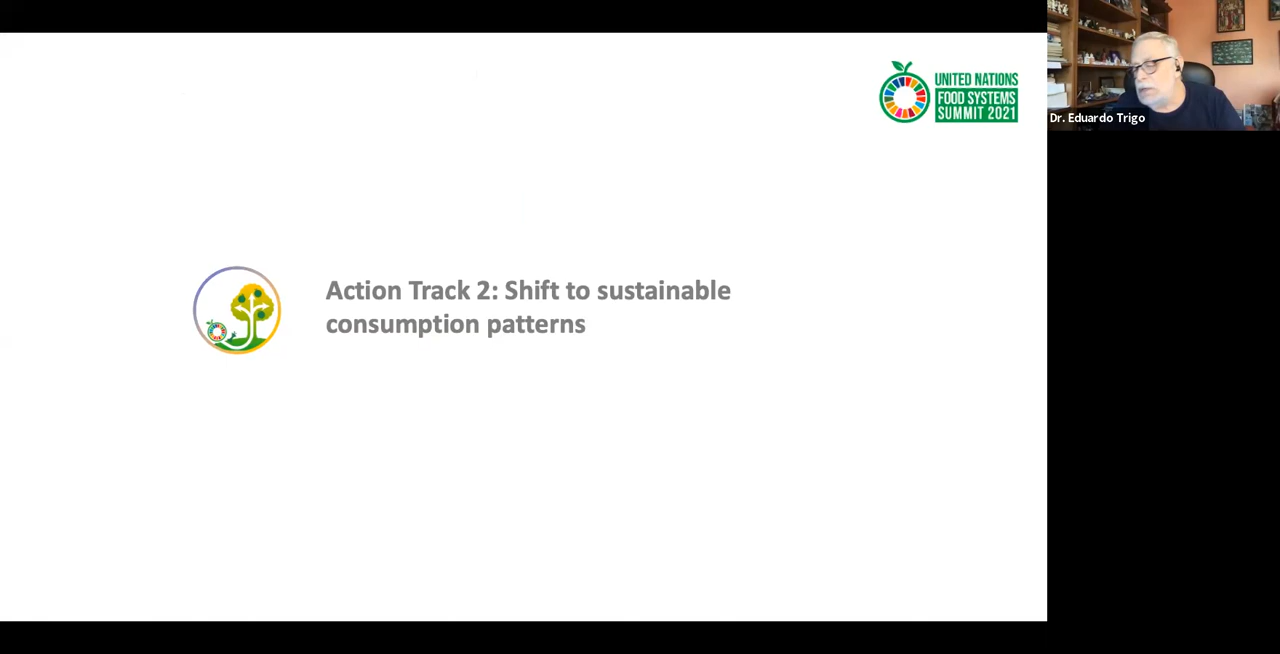 UNITED NATIONS
FOOD SYSTEMS
SUMMIT 2021
Dr. Eduardo Trigo
Action Track 2: Shift to sustainable
consumption patterns